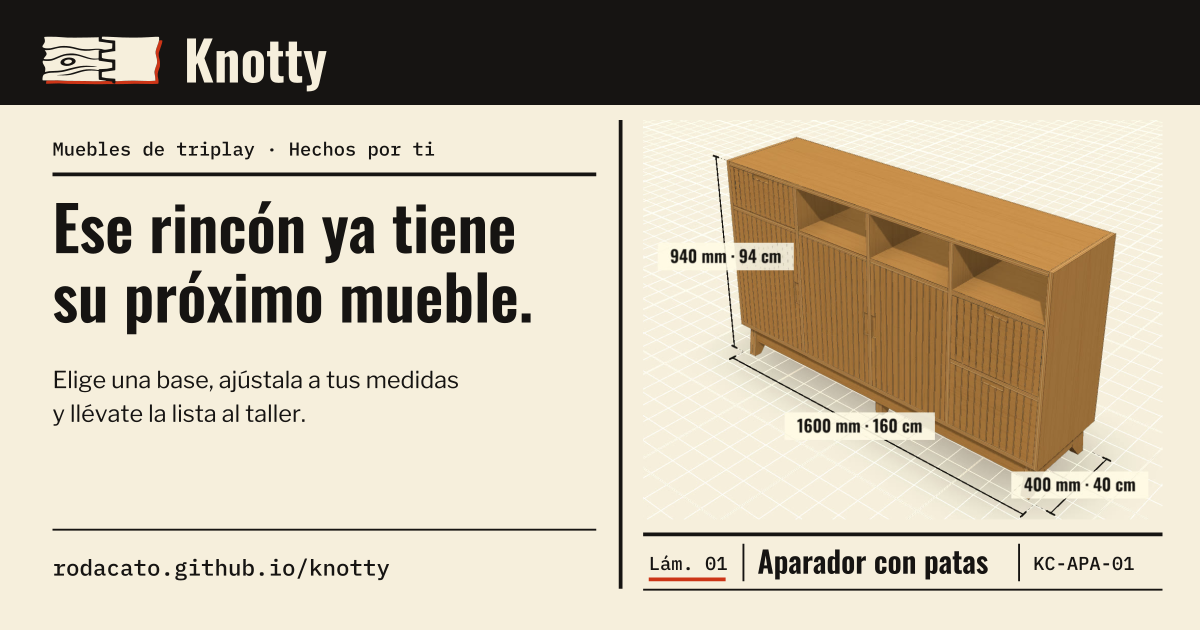 Knotty
Muebles de triplay · Hechos por ti
Ese rincón ya tiene
su próximo mueble.
Elige una base, ajústala a tus medidas
y llévate la lista al taller.
rodacato.github.io/knotty
940 mm · 94 cm
1600 mm · 160 cm
400 mm · 40 cm
Lám. 01
Aparador con patas
KC-APA-01